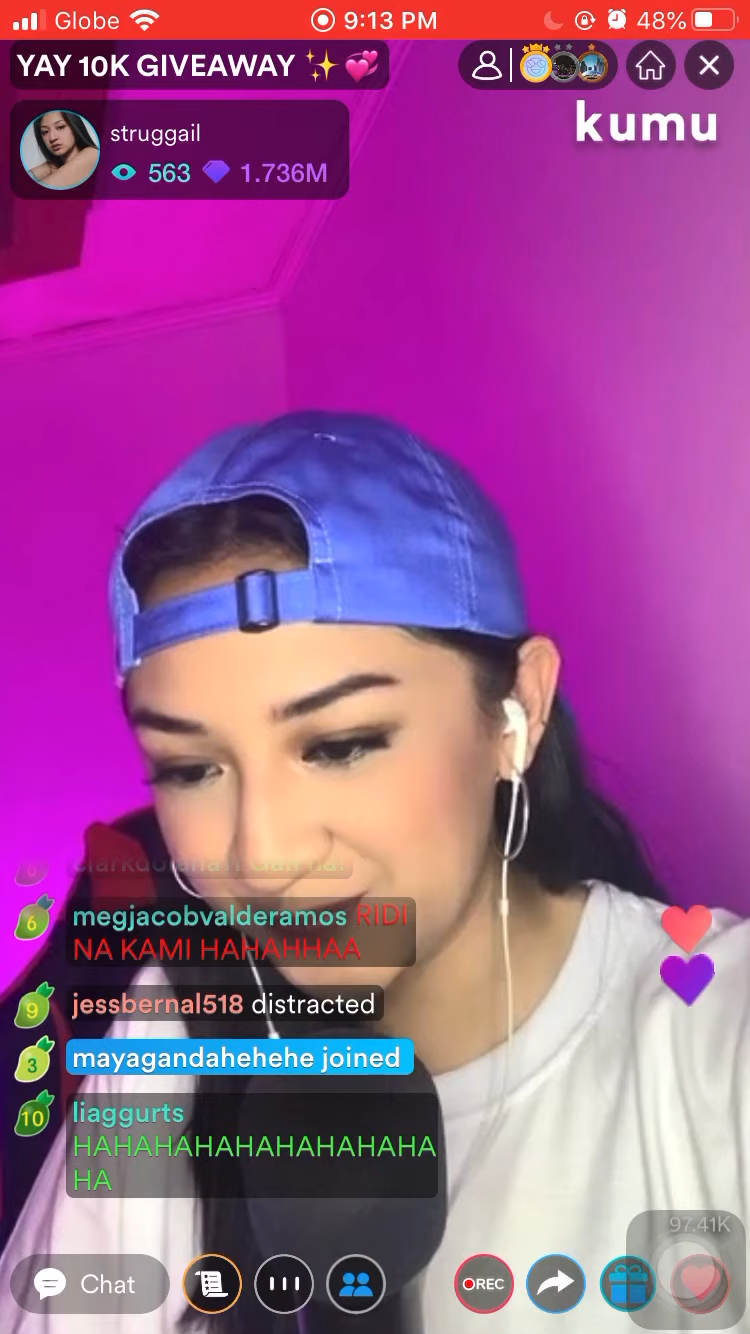 Globe 9:13 PM 48%
YAY 10K GIVEAWAY ✨💞
kumu
struggail
563 1.736M
6 megjacobvalderamos RIDI
NA KAMI HAHAHHAA
9 jessbernal518 distracted
3 mayagandahehehe joined
10 liaggurts
HAHAHAHAHAHAHAHAHA
HA
97.41K
Chat REC